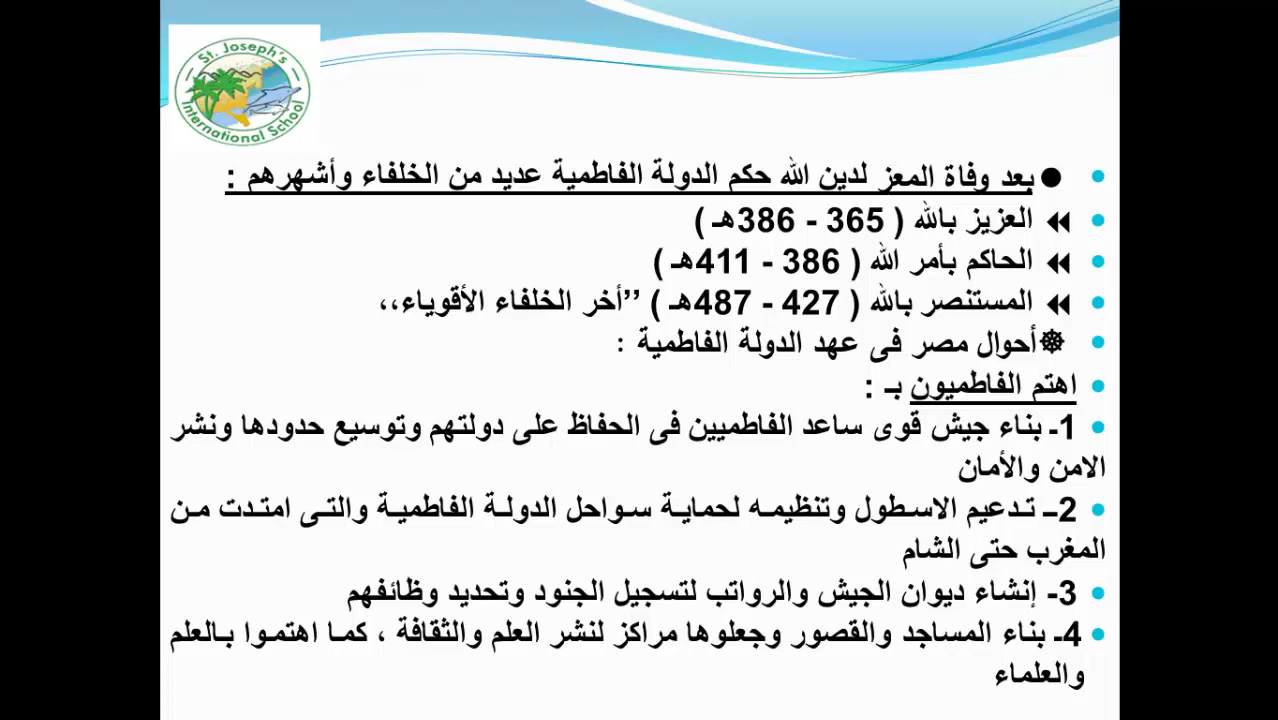 St. Joseph's
International School
بعد وفاة المعز لدين الله حكم الدولة الفاطمية عديد من الخلفاء وأشهرهم :
العزيز بالله ( 365 - 386هـ )
الحاكم بأمر الله ( 386 - 411هـ )
المستنصر بالله ( 427 - 487هـ ) ’’أخر الخلفاء الأقوياء،،
أحوال مصر فى عهد الدولة الفاطمية :
اهتم الفاطميون بـ :
1ـ بناء جيش قوى ساعد الفاطميين فى الحفاظ على دولتهم وتوسيع حدودها ونشر
الامن والأمان
2ــ تدعيم الاسطول وتنظيمه لحماية سواحل الدولة الفاطمية والتى امتدت من
المغرب حتى الشام
3- إنشاء ديوان الجيش والرواتب لتسجيل الجنود وتحديد وظائفهم
4ـ بناء المساجد والقصور وجعلوها مراكز لنشر العلم والثقافة ، كما اهتموا بالعلم
والعلماء